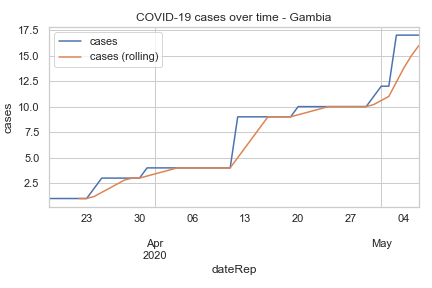 COVID-19 cases over time - Gambia
cases
cases (rolling)
17.5
15.0
12.5
10.0
7.5
5.0
2.5
cases
23 30 06 13 20 27 04
Apr May
2020
dateRep